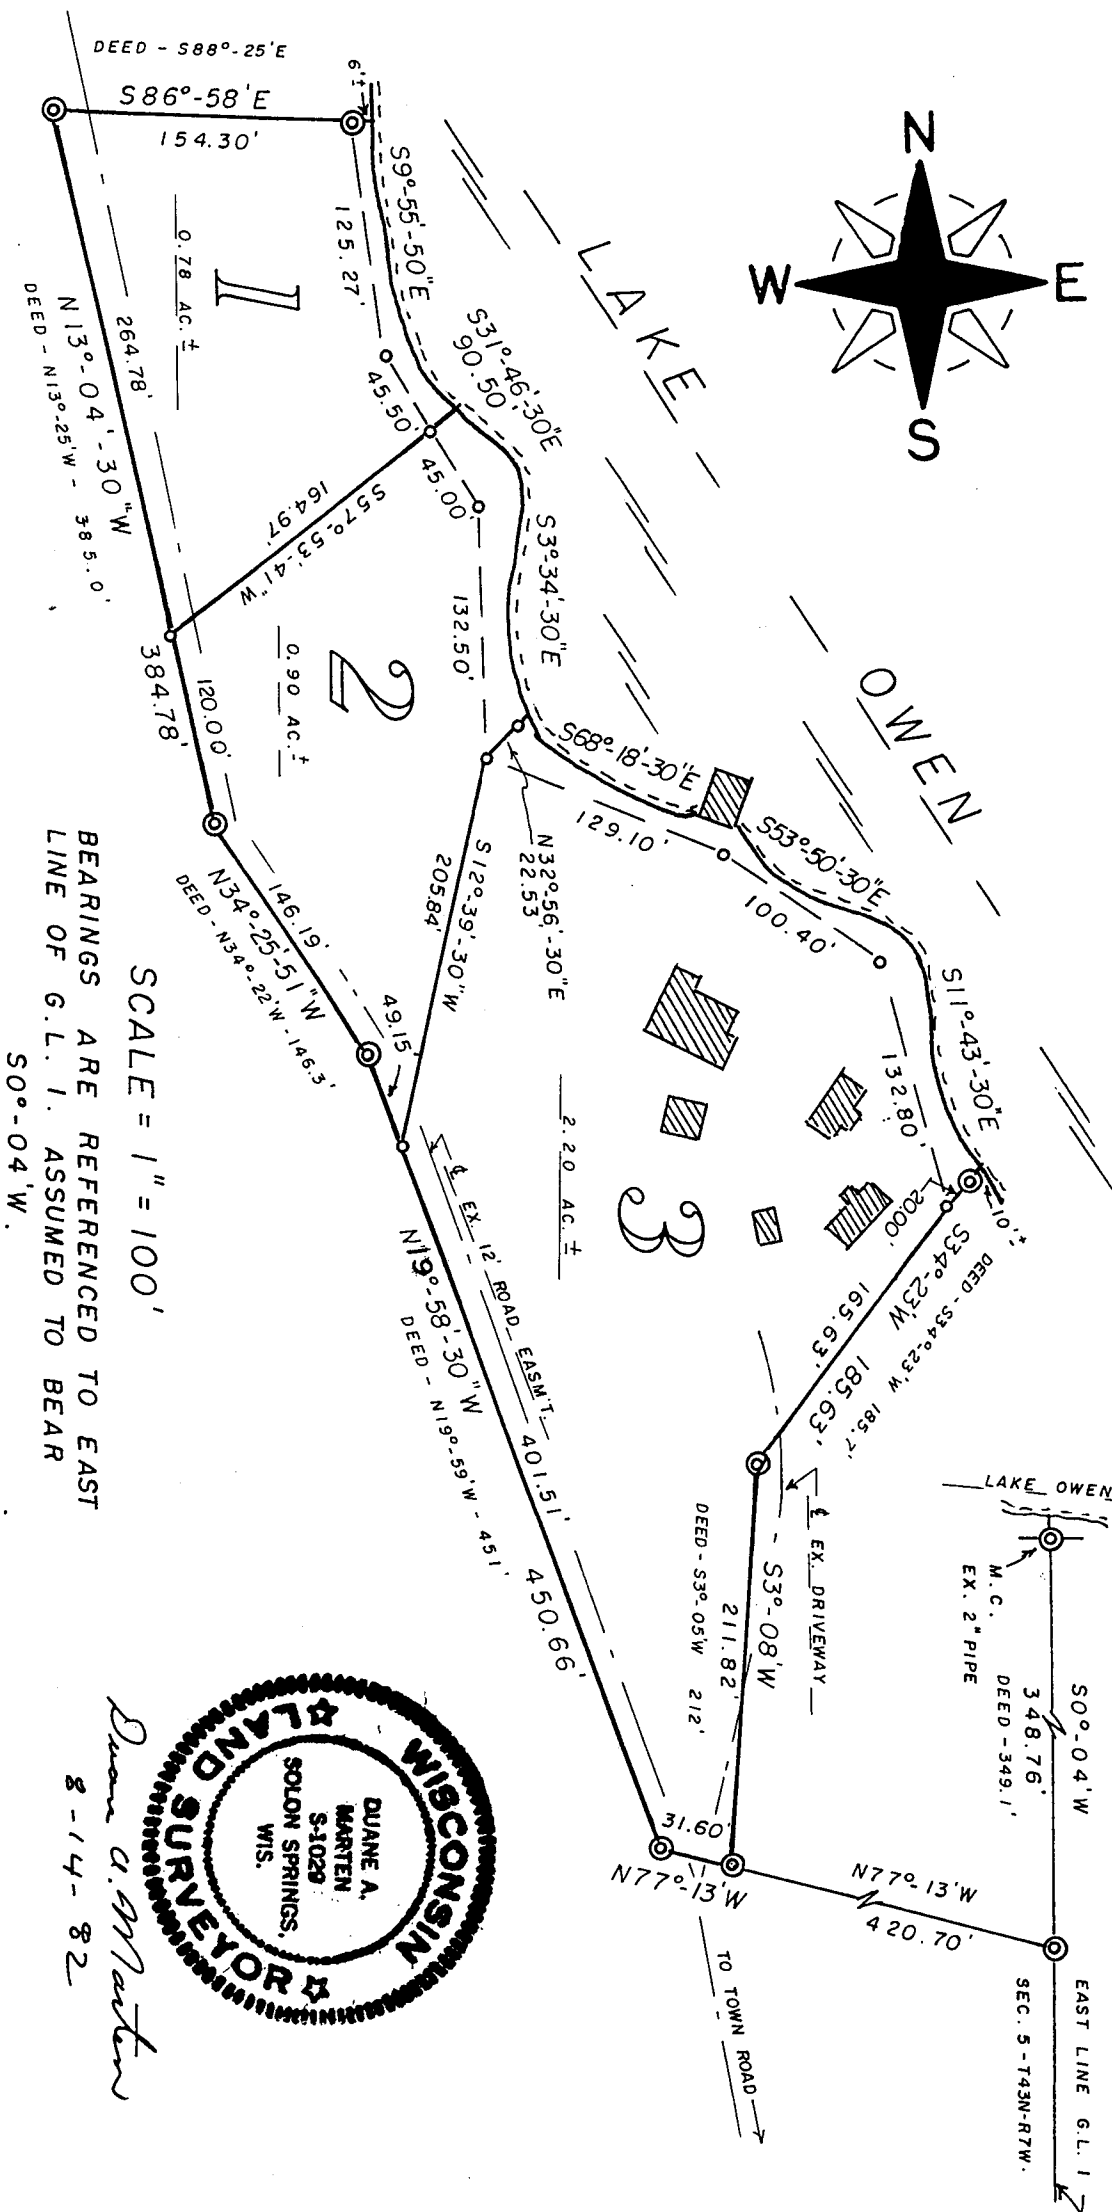 N
E
W
S
LAKE OWEN
DEED - S88°-25'E
S86°-58'E
154.30'
6'±
S9°-55'-50"E
125.27'
S31°-46'-30"E
90.50'
45.50'
45.00'
S3°-34'-30"E
132.50'
S68°-18'-30"E
129.10'
S53°-50'-30"E
100.40'
S11°-43'-30"E
132.80'
10'±
20.00'
1
0.78 AC.±
264.78'
N13°-04'-30"W
DEED - N13°-25'W - 385.0'
S57°-53'-41"W
164.97'
2
0.90 AC.±
120.00'
384.78'
N32°-56'-30"E
22.53'
S12°-39'-30"W
205.84'
146.19'
N34°-25'-51"W
DEED - N34°-22'W - 146.3'
49.15'
3
2.20 AC.±
DEED - S34°-23'W 185.7'
S34°-23'W 185.63'
165.63'
℄ EX. DRIVEWAY
S3°-08'W
211.82'
DEED - S3°-05'W 212'
℄ EX. 12' ROAD EASM'T.
401.51'
N19°-58'-30"W 450.66'
DEED - N19°-59'W - 451'
31.60'
N77°-13'W
TO TOWN ROAD
N77°-13'W
420.70'
LAKE OWEN
M.C.
EX. 2" PIPE
S0°-04'W
348.76'
DEED - 349.1'
EAST LINE G.L. 1
SEC. 5 - T43N-R7W.
SCALE = 1" = 100'
BEARINGS ARE REFERENCED TO EAST
LINE OF G.L. 1. ASSUMED TO BEAR
S0°-04'W.
WISCONSIN
DUANE A.
MARTEN
S-1029
SOLON SPRINGS,
WIS.
LAND SURVEYOR
Duane A. Marten
8-14-82